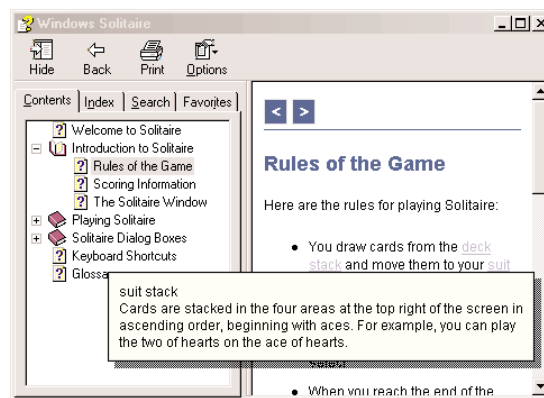 Windows Solitaire
Hide Back Print Options
Contents Index Search Favorites
Welcome to Solitaire
Introduction to Solitaire
Rules of the Game
Scoring Information
The Solitaire Window
Playing Solitaire
Solitaire Dialog Boxes
Keyboard Shortcuts
Glossa
< >
Rules of the Game
Here are the rules for playing Solitaire:
• You draw cards from the deck
stack and move them to your suit
suit stack
Cards are stacked in the four areas at the top right of the screen in
ascending order, beginning with aces. For example, you can play
the two of hearts on the ace of hearts.
• When you reach the end of the